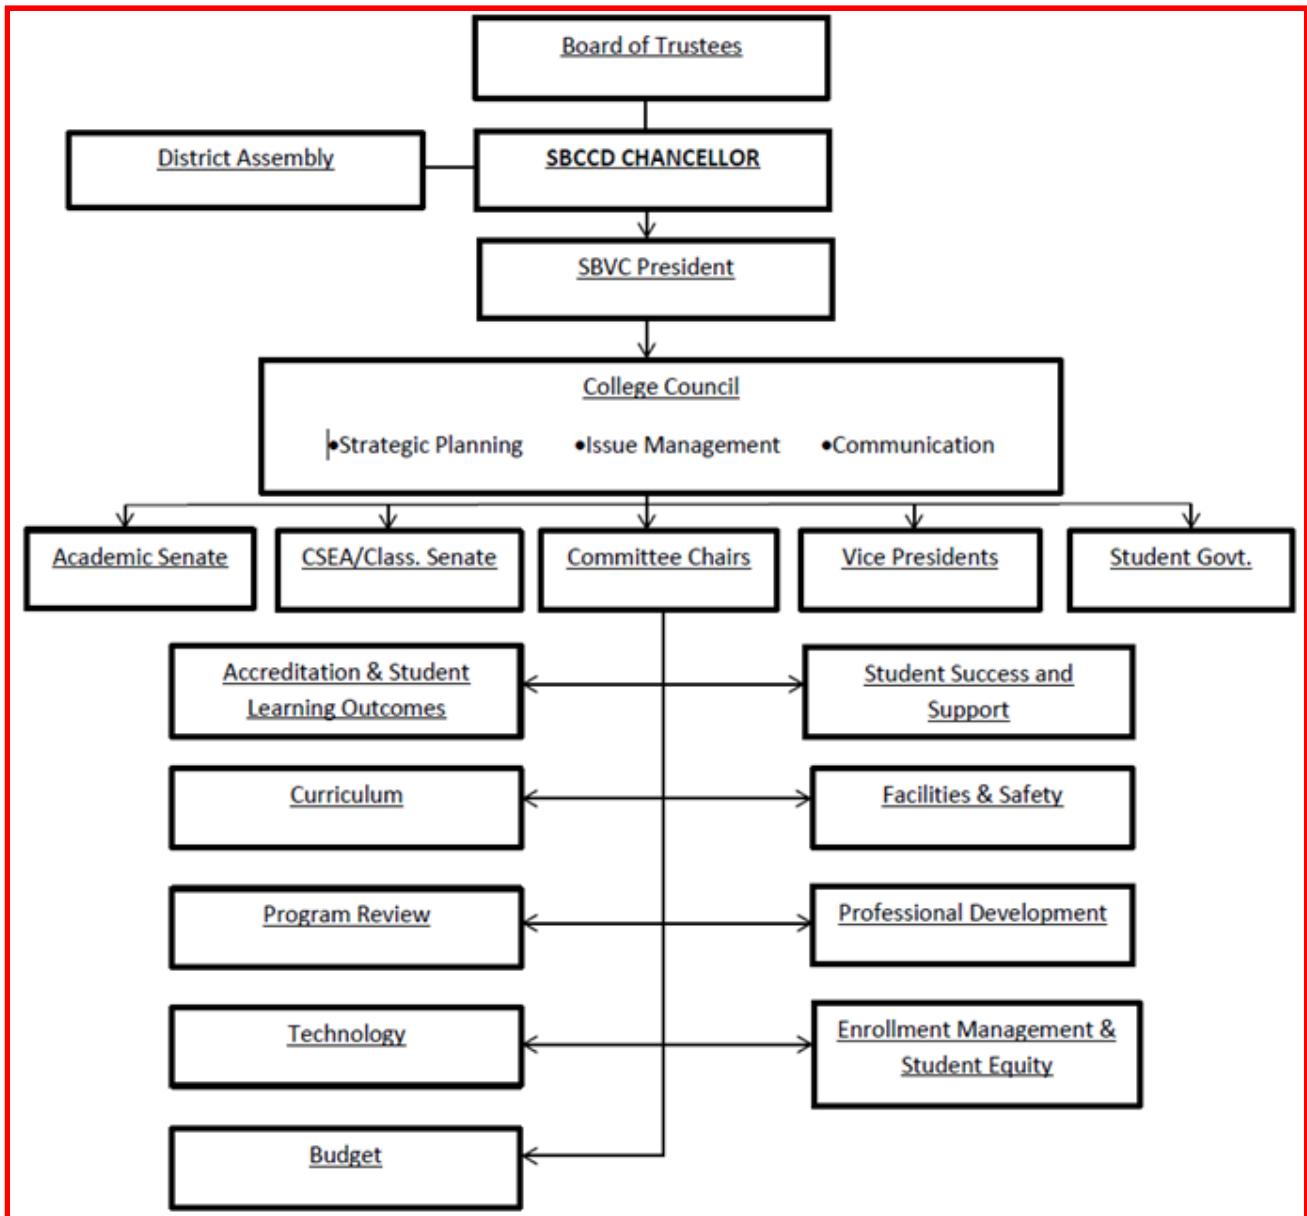 Board of Trustees
District Assembly
SBCCD CHANCELLOR
SBVC President
College Council
•Strategic Planning •Issue Management •Communication
Academic Senate
CSEA/Class. Senate
Committee Chairs
Vice Presidents
Student Govt.
Accreditation & Student
Learning Outcomes
Student Success and
Support
Curriculum
Facilities & Safety
Program Review
Professional Development
Technology
Enrollment Management &
Student Equity
Budget